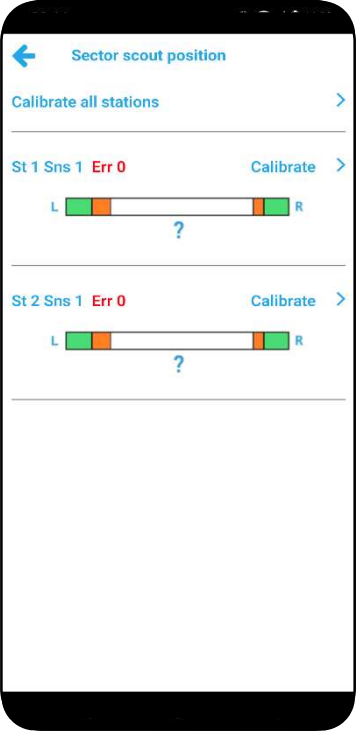 Sector scout position
Calibrate all stations
St 1 Sns 1 Err 0 Calibrate
L R
?
St 2 Sns 1 Err 0 Calibrate
L R
?